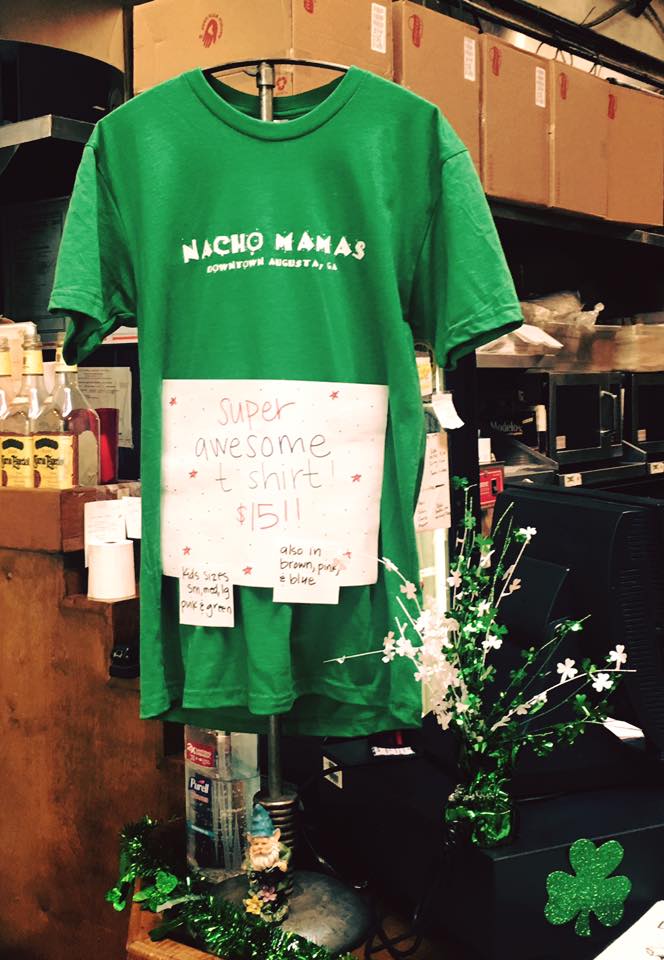 NACHO MAMAS
DOWNTOWN AUGUSTA, GA
super
awesome
t shirt!
$15!!
kids sizes
sm, med, lg
pink & green
also in
brown, pink,
& blue
Modelo
Purell